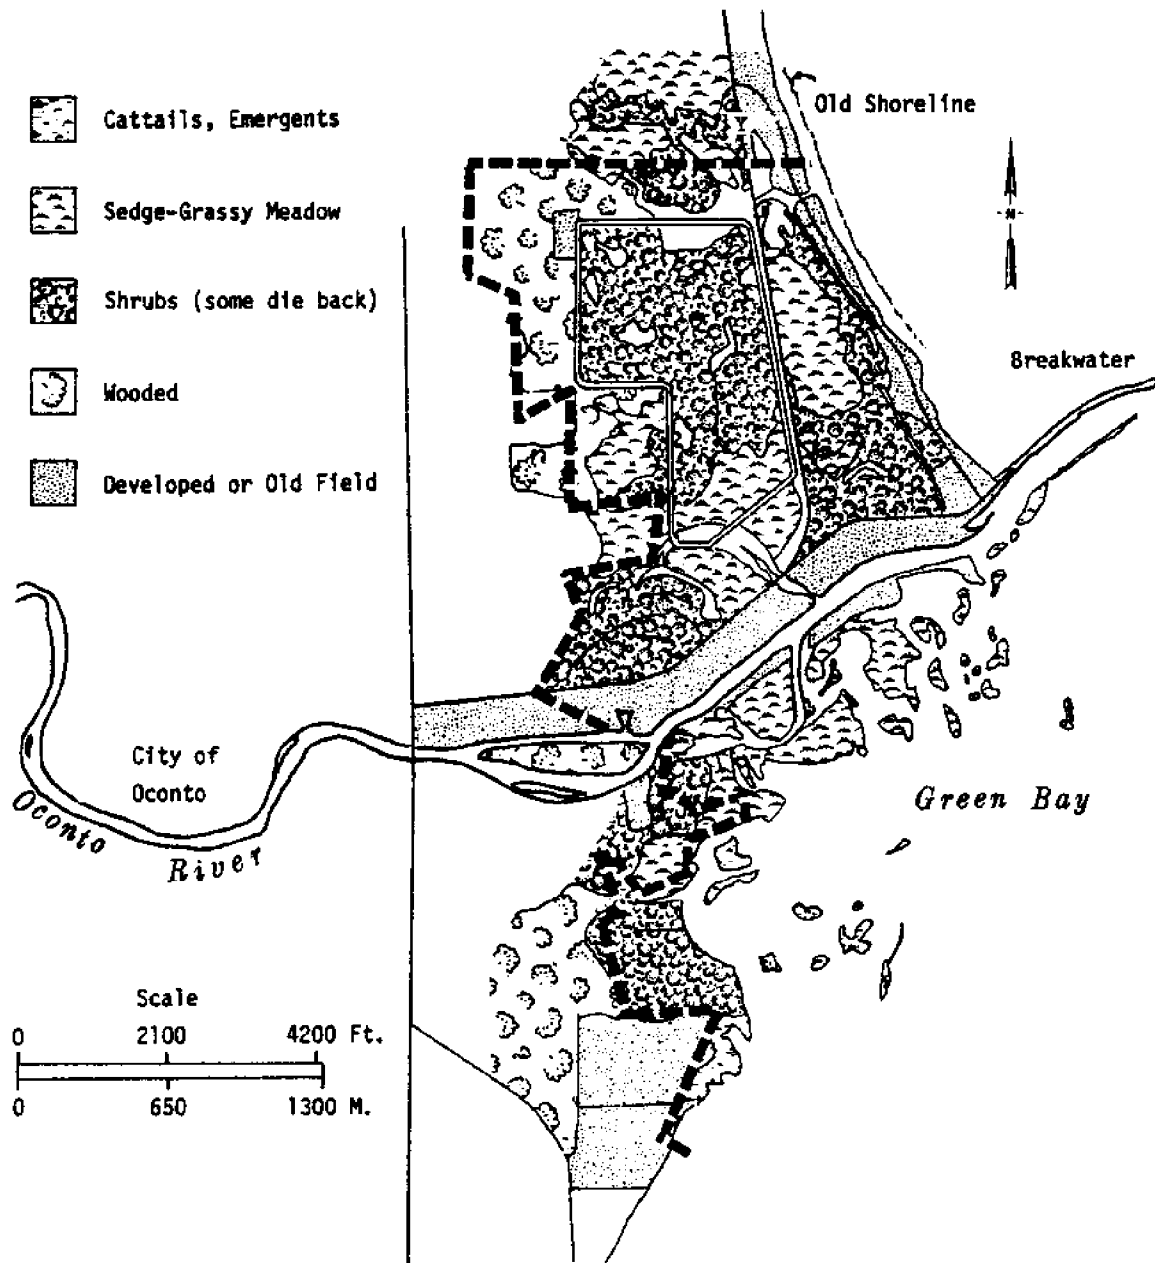 Cattails, Emergents
Sedge-Grassy Meadow
Shrubs (some die back)
Wooded
Developed or Old Field
Old Shoreline
-N-
Breakwater
City of
Oconto
Oconto
River
Green Bay
Scale
0 2100 4200 Ft.
0 650 1300 M.